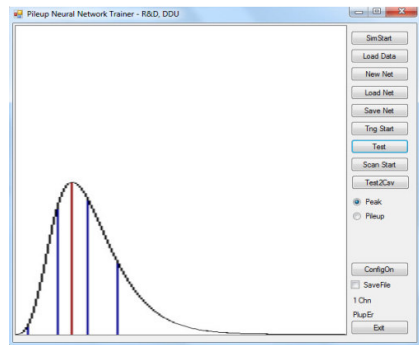 Pileup Neural Network Trainer - R&D, DDU
SimStart
Load Data
New Net
Load Net
Save Net
Tng Start
Test
Scan Start
Test2Csv
Peak
Pileup
ConfigOn
SaveFile
1 Chn
PlupEr
Exit